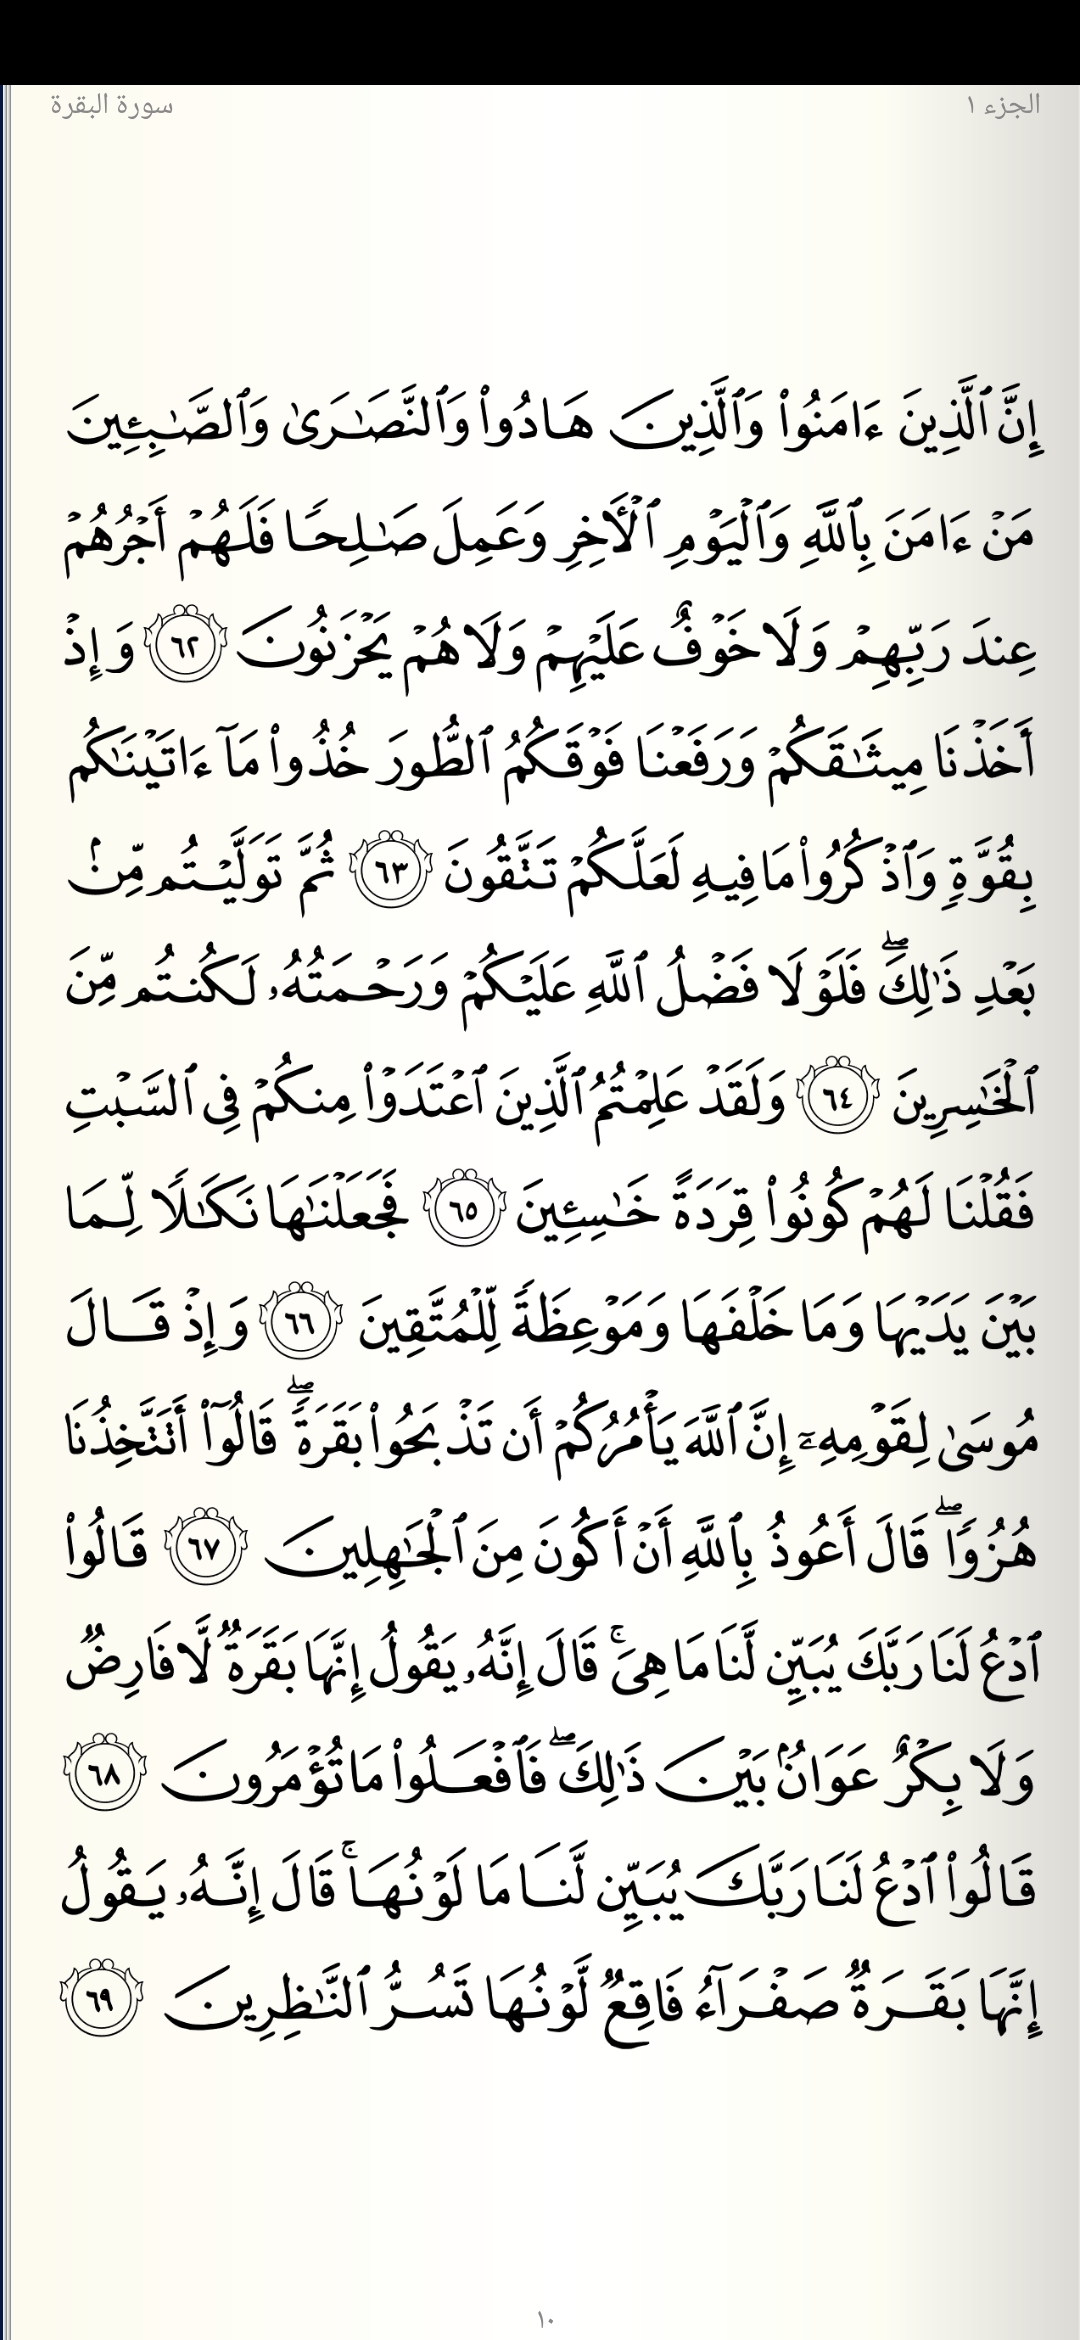 الجزء ١
سورة البقرة
إِنَّ ٱلَّذِينَ ءَامَنُوا۟ وَٱلَّذِينَ هَادُوا۟ وَٱلنَّصَـٰرَىٰ وَٱلصَّـٰبِـِٔينَ
مَنْ ءَامَنَ بِٱللَّهِ وَٱلْيَوْمِ ٱلْـَٔاخِرِ وَعَمِلَ صَـٰلِحًا فَلَهُمْ أَجْرُهُمْ
عِندَ رَبِّهِمْ وَلَا خَوْفٌ عَلَيْهِمْ وَلَا هُمْ يَحْزَنُونَ ٦٢ وَإِذْ
أَخَذْنَا مِيثَـٰقَكُمْ وَرَفَعْنَا فَوْقَكُمُ ٱلطُّورَ خُذُوا۟ مَآ ءَاتَيْنَـٰكُم
بِقُوَّةٍ وَٱذْكُرُوا۟ مَا فِيهِ لَعَلَّكُمْ تَتَّقُونَ ٦٣ ثُمَّ تَوَلَّيْتُم مِّنۢ
بَعْدِ ذَٰلِكَ ۖ فَلَوْلَا فَضْلُ ٱللَّهِ عَلَيْكُمْ وَرَحْمَتُهُۥ لَكُنتُم مِّنَ
ٱلْخَـٰسِرِينَ ٦٤ وَلَقَدْ عَلِمْتُمُ ٱلَّذِينَ ٱعْتَدَوْا۟ مِنكُمْ فِى ٱلسَّبْتِ
فَقُلْنَا لَهُمْ كُونُوا۟ قِرَدَةً خَـٰسِـِٔينَ ٦٥ فَجَعَلْنَـٰهَا نَكَـٰلًا لِّمَا
بَيْنَ يَدَيْهَا وَمَا خَلْفَهَا وَمَوْعِظَةً لِّلْمُتَّقِينَ ٦٦ وَإِذْ قَالَ
مُوسَىٰ لِقَوْمِهِۦٓ إِنَّ ٱللَّهَ يَأْمُرُكُمْ أَن تَذْبَحُوا۟ بَقَرَةً ۖ قَالُوٓا۟ أَتَتَّخِذُنَا
هُزُوًا ۖ قَالَ أَعُوذُ بِٱللَّهِ أَنْ أَكُونَ مِنَ ٱلْجَـٰهِلِينَ ٦٧ قَالُوا۟
ٱدْعُ لَنَا رَبَّكَ يُبَيِّن لَّنَا مَا هِىَ ۚ قَالَ إِنَّهُۥ يَقُولُ إِنَّهَا بَقَرَةٌ لَّا فَارِضٌ
وَلَا بِكْرٌ عَوَانٌۢ بَيْنَ ذَٰلِكَ ۖ فَٱفْعَلُوا۟ مَا تُؤْمَرُونَ ٦٨
قَالُوا۟ ٱدْعُ لَنَا رَبَّكَ يُبَيِّن لَّنَا مَا لَوْنُهَا ۚ قَالَ إِنَّهُۥ يَقُولُ
إِنَّهَا بَقَرَةٌ صَفْرَآءُ فَاقِعٌ لَّوْنُهَا تَسُرُّ ٱلنَّـٰظِرِينَ ٦٩
١٠